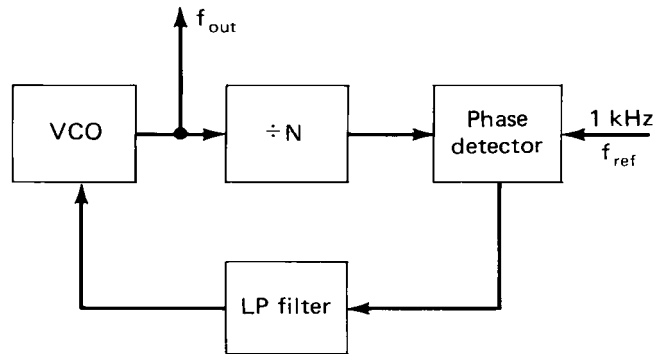 f_out
VCO
÷N
Phase
detector
1 kHz
f_ref
LP filter